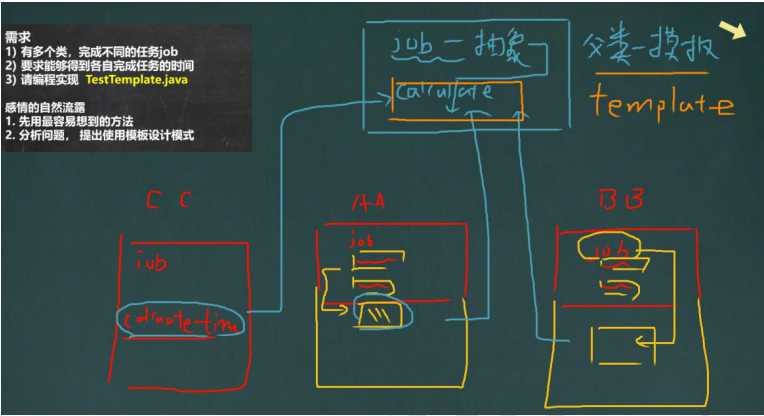 需求
1) 有多个类，完成不同的任务job
2) 要求能够得到各自完成任务的时间
3) 请编程实现 TestTemplate.java
感情的自然流露
1. 先用最容易想到的方法
2. 分析问题， 提出使用模板设计模式
job - 抽象
calculate
父类-模板
template
CC
job
AA
job
BB
job